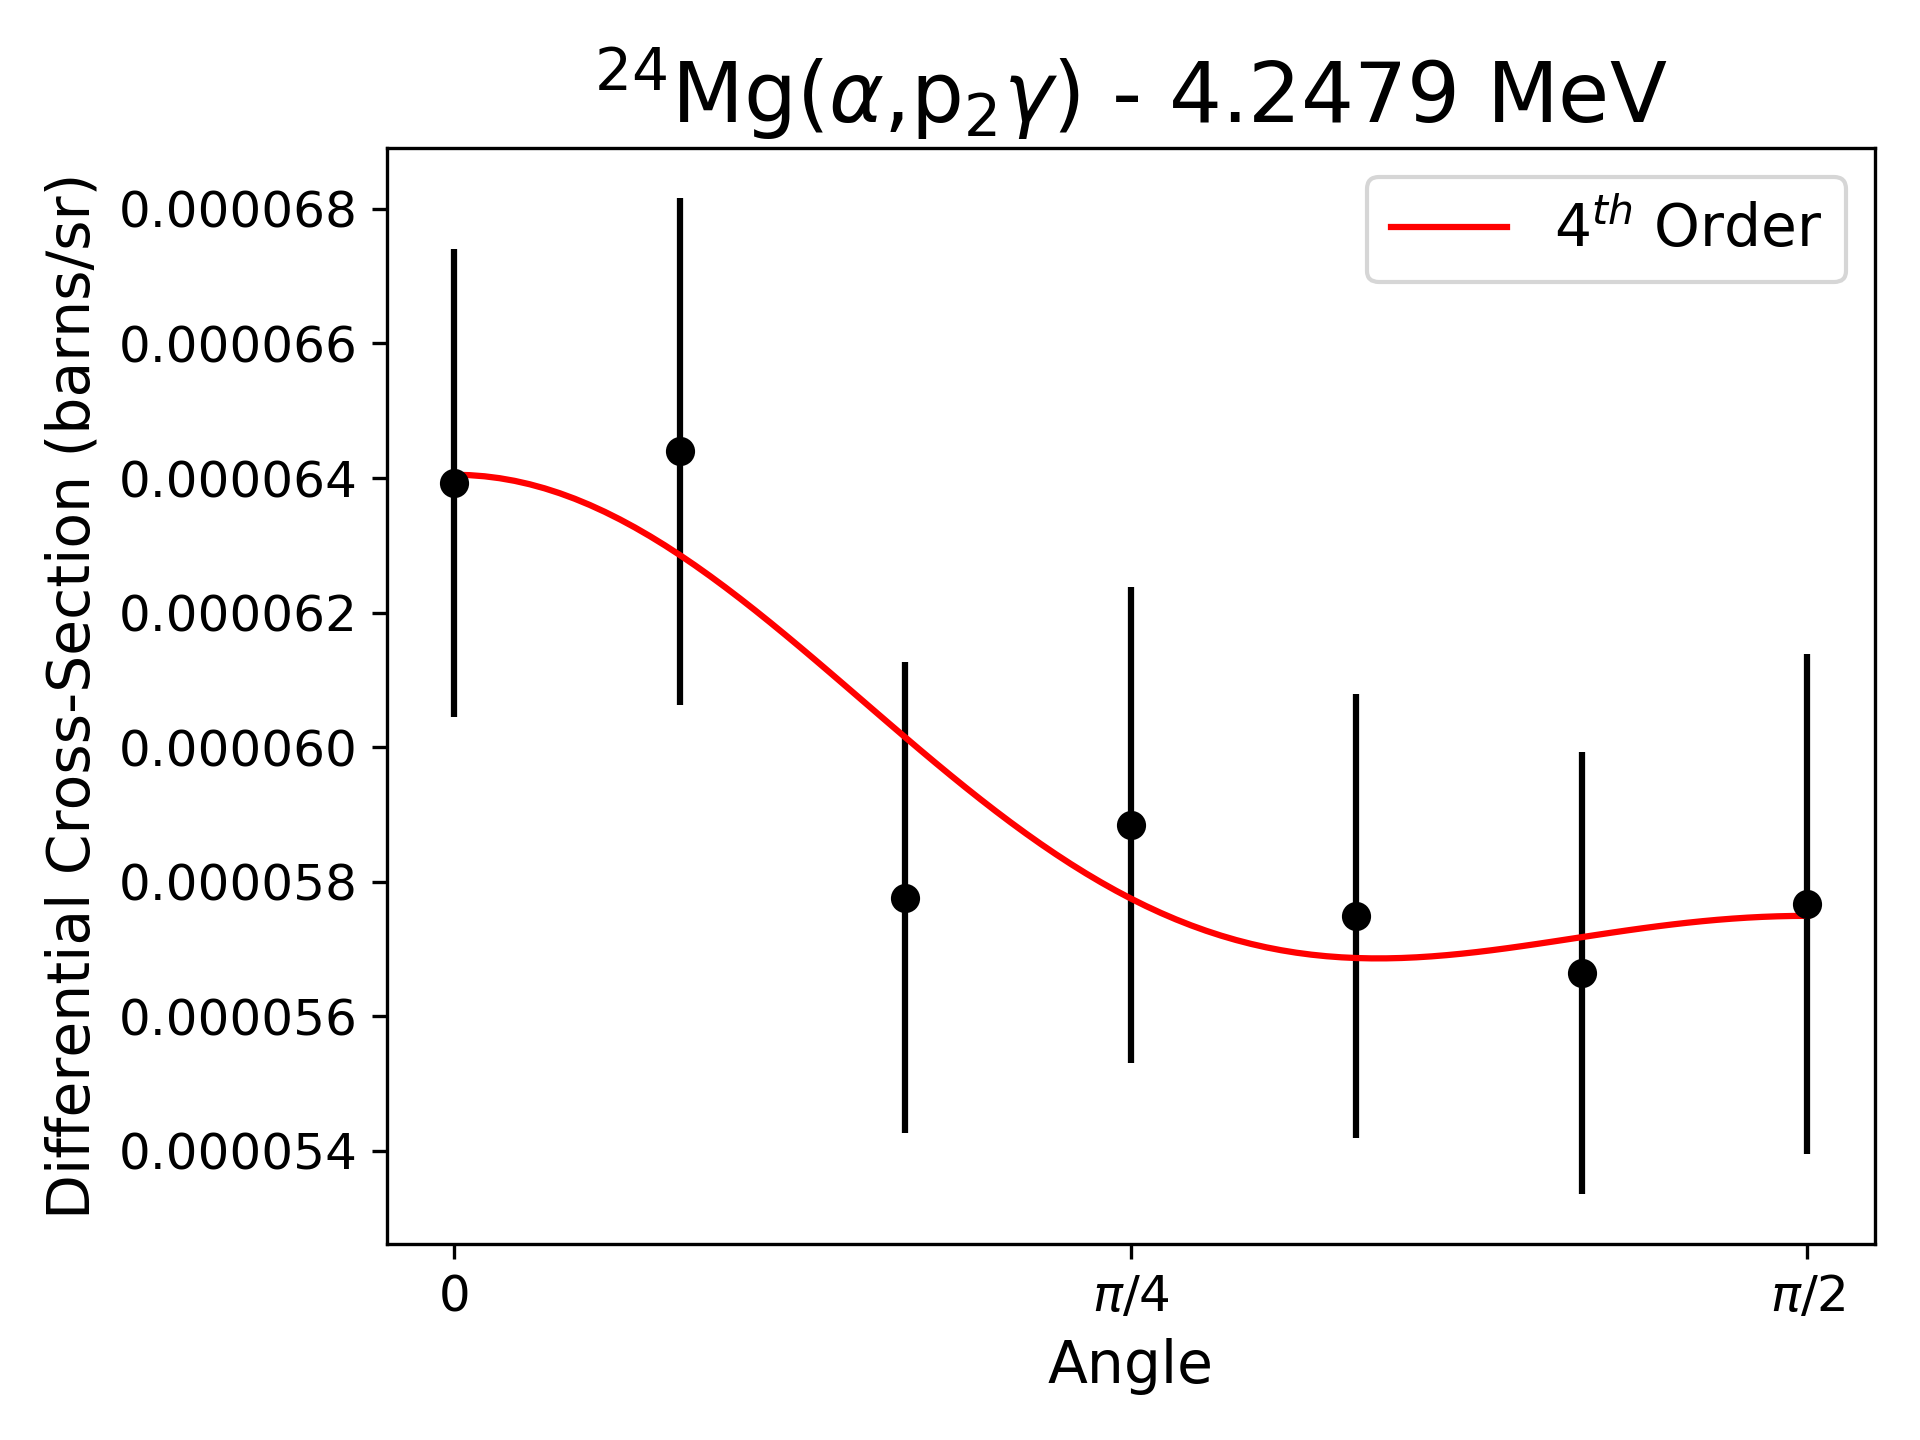 ²⁴Mg(α,p₂γ) - 4.2479 MeV
4ᵗʰ Order
Differential Cross-Section (barns/sr)
0.000068
0.000066
0.000064
0.000062
0.000060
0.000058
0.000056
0.000054
0 π/4 π/2
Angle